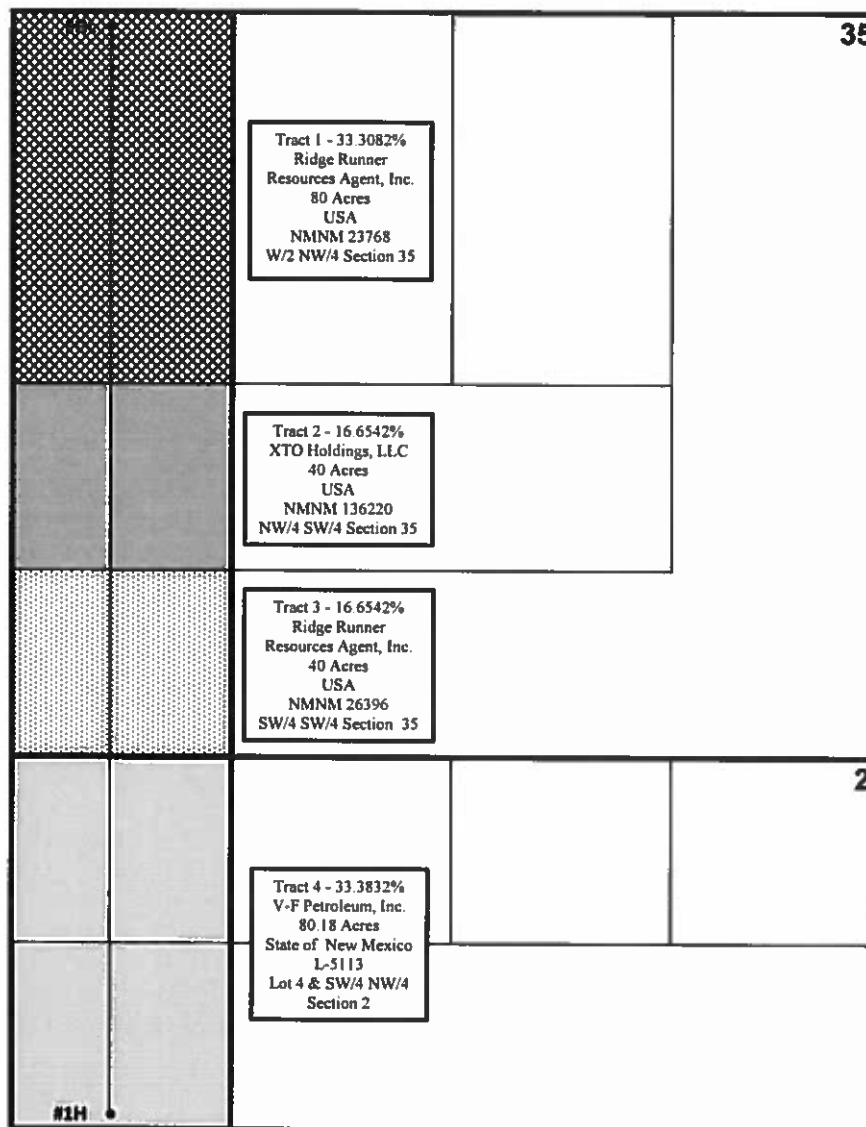 35
Tract 1 - 33.3082%
Ridge Runner
Resources Agent, Inc.
80 Acres
USA
NMNM 23768
W/2 NW/4 Section 35
Tract 2 - 16.6542%
XTO Holdings, LLC
40 Acres
USA
NMNM 136220
NW/4 SW/4 Section 35
Tract 3 - 16.6542%
Ridge Runner
Resources Agent, Inc.
40 Acres
USA
NMNM 26396
SW/4 SW/4 Section 35
2
Tract 4 - 33.3832%
V-F Petroleum, Inc.
80.18 Acres
State of New Mexico
L-5113
Lot 4 & SW/4 NW/4
Section 2
#1H